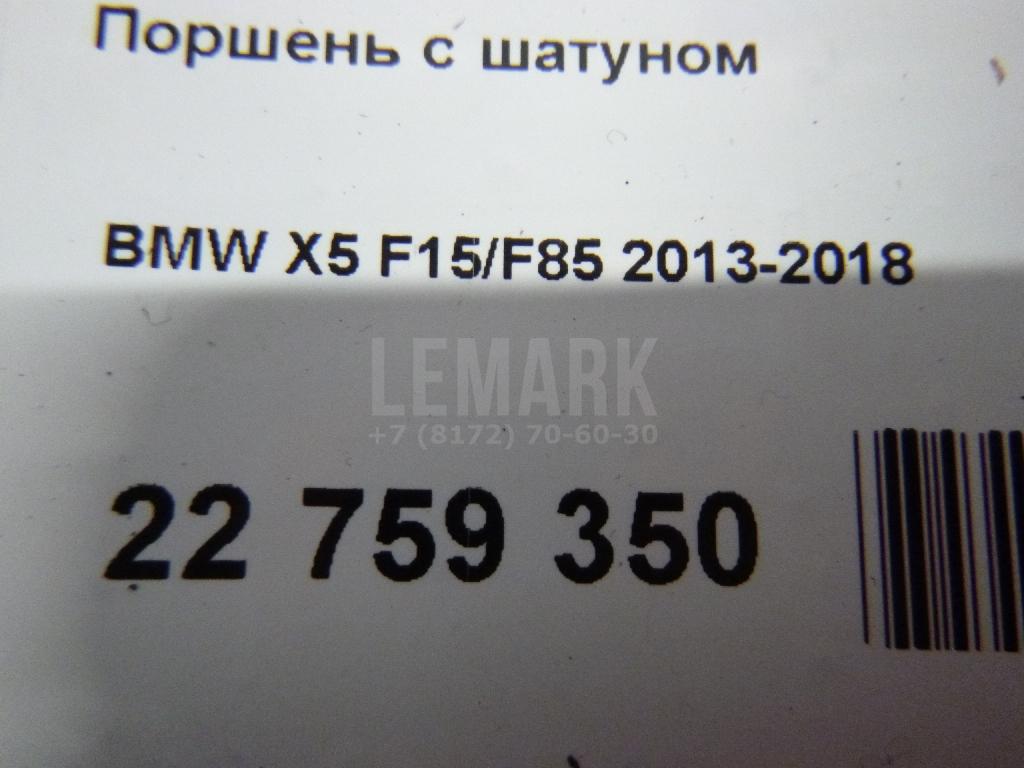 Поршень с шатуном
BMW X5 F15/F85 2013-2018
LEMARK
+7 (8172) 70-60-30
22 759 350